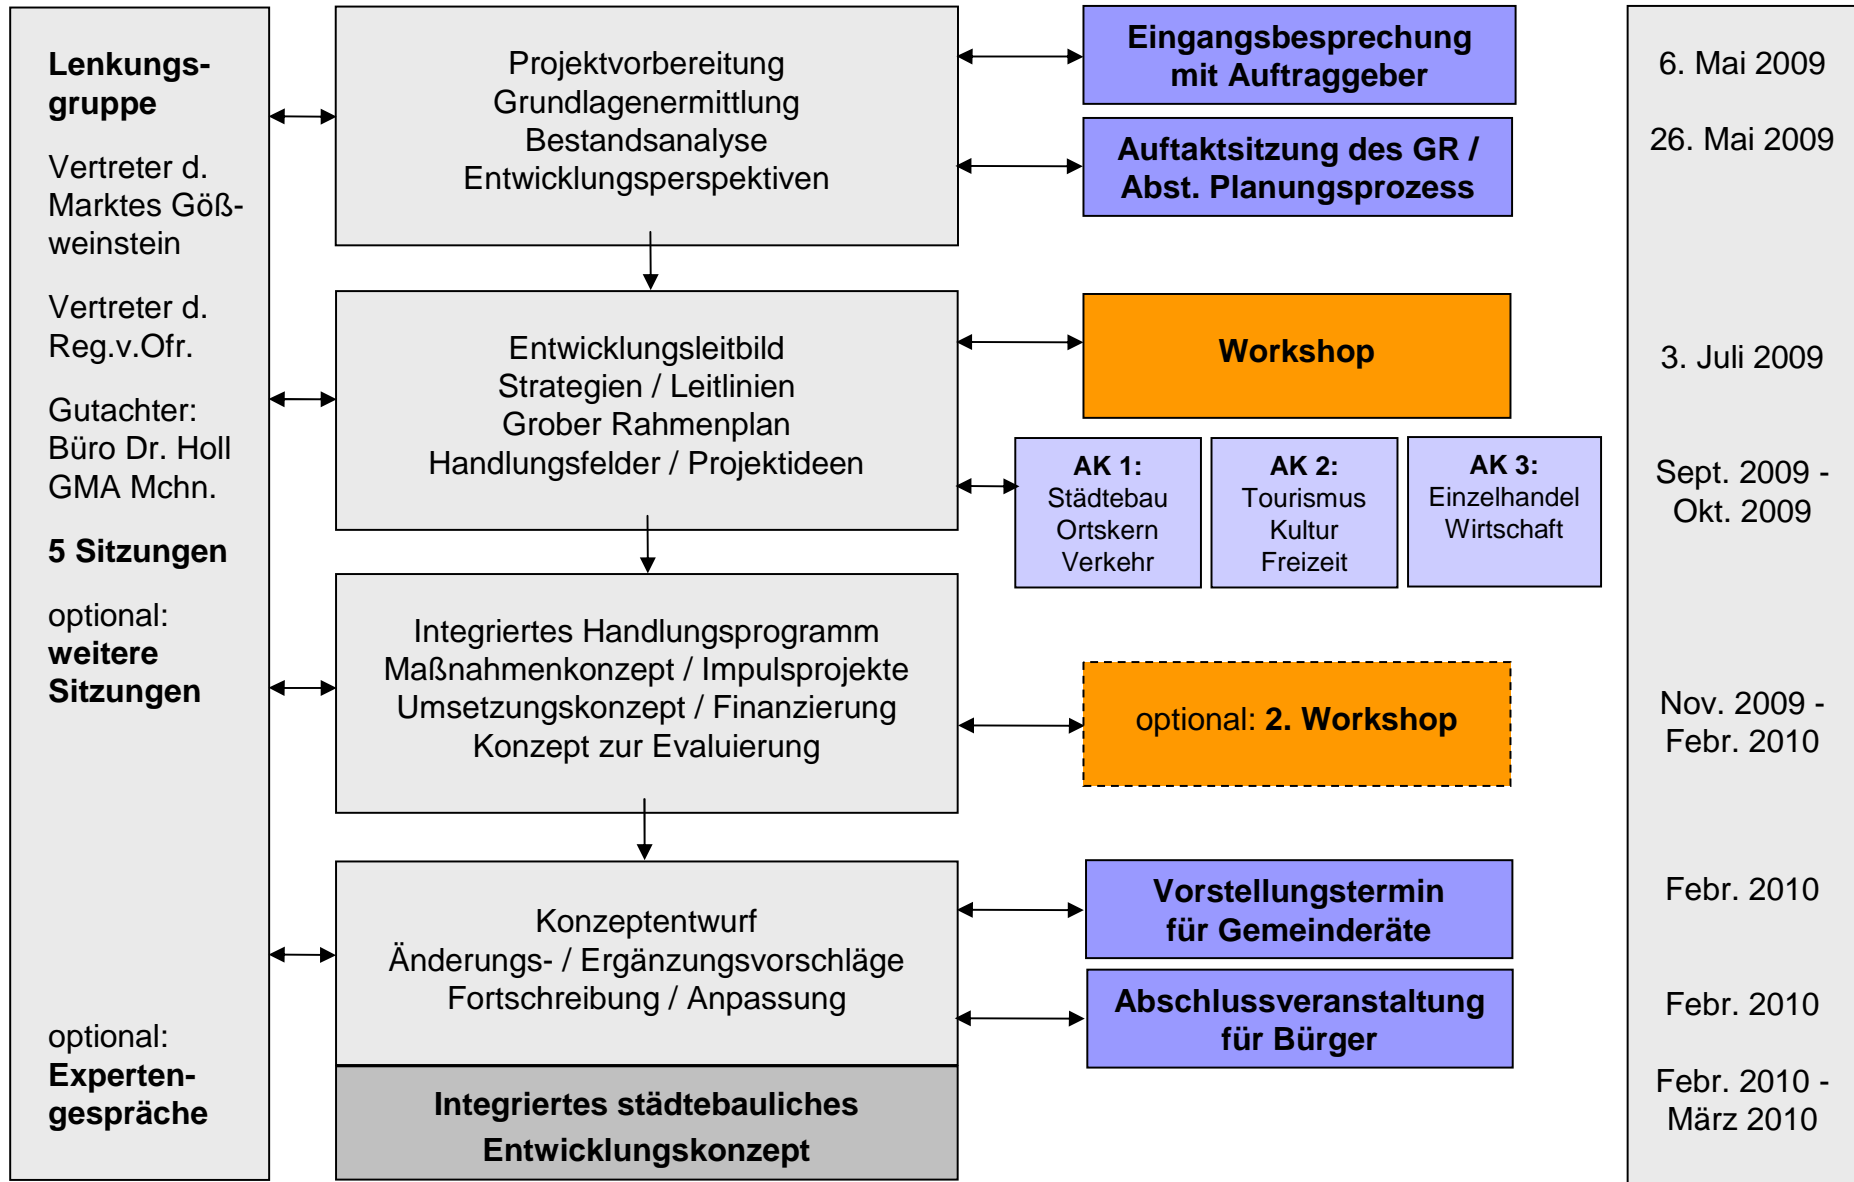 Lenkungs-
gruppe
Vertreter d.
Marktes Göß-
weinstein
Vertreter d.
Reg.v.Ofr.
Gutachter:
Büro Dr. Holl
GMA Mchn.
5 Sitzungen
optional:
weitere
Sitzungen
optional:
Experten-
gespräche
Projektvorbereitung
Grundlagenermittlung
Bestandsanalyse
Entwicklungsperspektiven
Eingangsbesprechung
mit Auftraggeber
Auftaktsitzung des GR /
Abst. Planungsprozess
Entwicklungsleitbild
Strategien / Leitlinien
Grober Rahmenplan
Handlungsfelder / Projektideen
Workshop
AK 1:
Städtebau
Ortskern
Verkehr
AK 2:
Tourismus
Kultur
Freizeit
AK 3:
Einzelhandel
Wirtschaft
Integriertes Handlungsprogramm
Maßnahmenkonzept / Impulsprojekte
Umsetzungskonzept / Finanzierung
Konzept zur Evaluierung
optional: 2. Workshop
Konzeptentwurf
Änderungs- / Ergänzungsvorschläge
Fortschreibung / Anpassung
Vorstellungstermin
für Gemeinderäte
Abschlussveranstaltung
für Bürger
Integriertes städtebauliches
Entwicklungskonzept
6. Mai 2009
26. Mai 2009
3. Juli 2009
Sept. 2009 -
Okt. 2009
Nov. 2009 -
Febr. 2010
Febr. 2010
Febr. 2010
Febr. 2010 -
März 2010